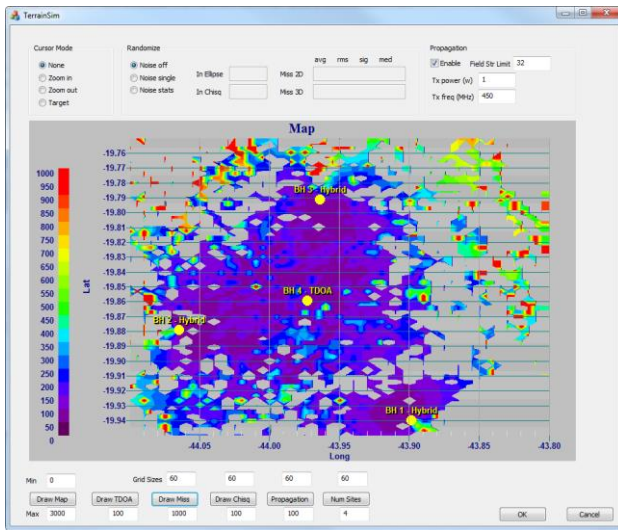 TerrainSim
Cursor Mode
None
Zoom in
Zoom out
Target
Randomize
Noise off
Noise single
Noise stats
In Ellipse
In Chisq
avg rms sig med
Miss 2D
Miss 3D
Propagation
Enable Field Str Limit 32
Tx power (w) 1
Tx freq (MHz) 450
Map
1000
950
900
850
800
750
700
650
600
550
500
450
400
350
300
250
200
150
100
50
0
Lat
-19.76
-19.78
-19.79
-19.80
-19.81
-19.82
-19.83
-19.84
-19.85
-19.86
-19.88
-19.89
-19.90
-19.91
-19.92
-19.93
-19.94
BH 3 - Hybrid
BH 4 - TDOA
BH 2 - Hybrid
BH 1 - Hybrid
-44.05 -44.00 -43.95 -43.90 -43.85 -43.80
Long
Min 0 Grid Sizes 60 60 60 60
Draw Map Draw TDOA Draw Miss Draw Chisq Propagation Num Sites
Max 3000 100 1000 100 100 4
OK Cancel